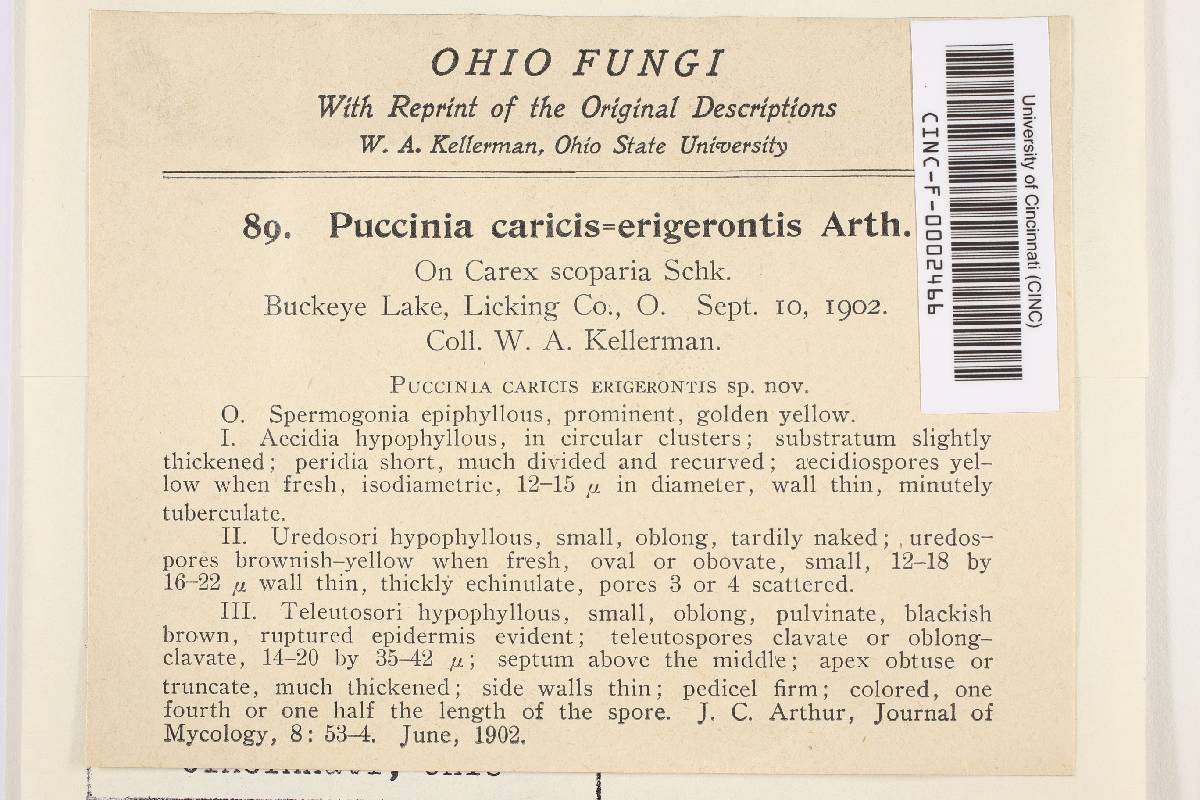 OHIO FUNGI
With Reprint of the Original Descriptions
W. A. Kellerman, Ohio State University
89. Puccinia caricis=erigerontis Arth.
On Carex scoparia Schk.
Buckeye Lake, Licking Co., O. Sept. 10, 1902.
Coll. W. A. Kellerman.
PUCCINIA CARICIS ERIGERONTIS sp. nov.
O. Spermogonia epiphyllous, prominent, golden yellow.
I. Aecidia hypophyllous, in circular clusters; substratum slightly
thickened; peridia short, much divided and recurved; aecidiospores yel-
low when fresh, isodiametric, 12–15 µ in diameter, wall thin, minutely
tuberculate.
II. Uredosori hypophyllous, small, oblong, tardily naked; uredos-
pores brownish-yellow when fresh, oval or obovate, small, 12–18 by
16–22 µ wall thin, thickly echinulate, pores 3 or 4 scattered.
III. Teleutosori hypophyllous, small, oblong, pulvinate, blackish
brown, ruptured epidermis evident; teleutospores clavate or oblong-
clavate, 14–20 by 35–42 µ; septum above the middle; apex obtuse or
truncate, much thickened; side walls thin; pedicel firm; colored, one
fourth or one half the length of the spore. J. C. Arthur, Journal of
Mycology, 8: 53–4. June, 1902.
University of Cincinnati (CINC)
CINC-F-0002466